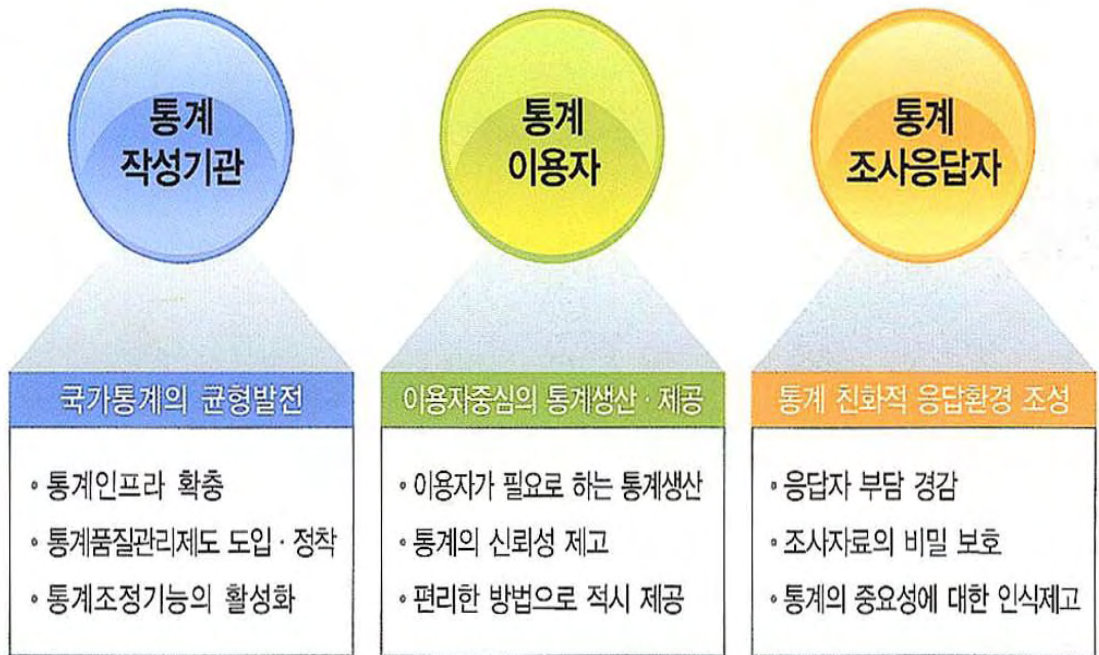 통계
작성기관
통계
이용자
통계
조사응답자
국가통계의 균형발전
• 통계인프라 확충
• 통계품질관리제도 도입 · 정착
• 통계조정기능의 활성화
이용자중심의 통계생산 · 제공
• 이용자가 필요로 하는 통계생산
• 통계의 신뢰성 제고
• 편리한 방법으로 적시 제공
통계 친화적 응답환경 조성
• 응답자 부담 경감
• 조사자료의 비밀 보호
• 통계의 중요성에 대한 인식제고